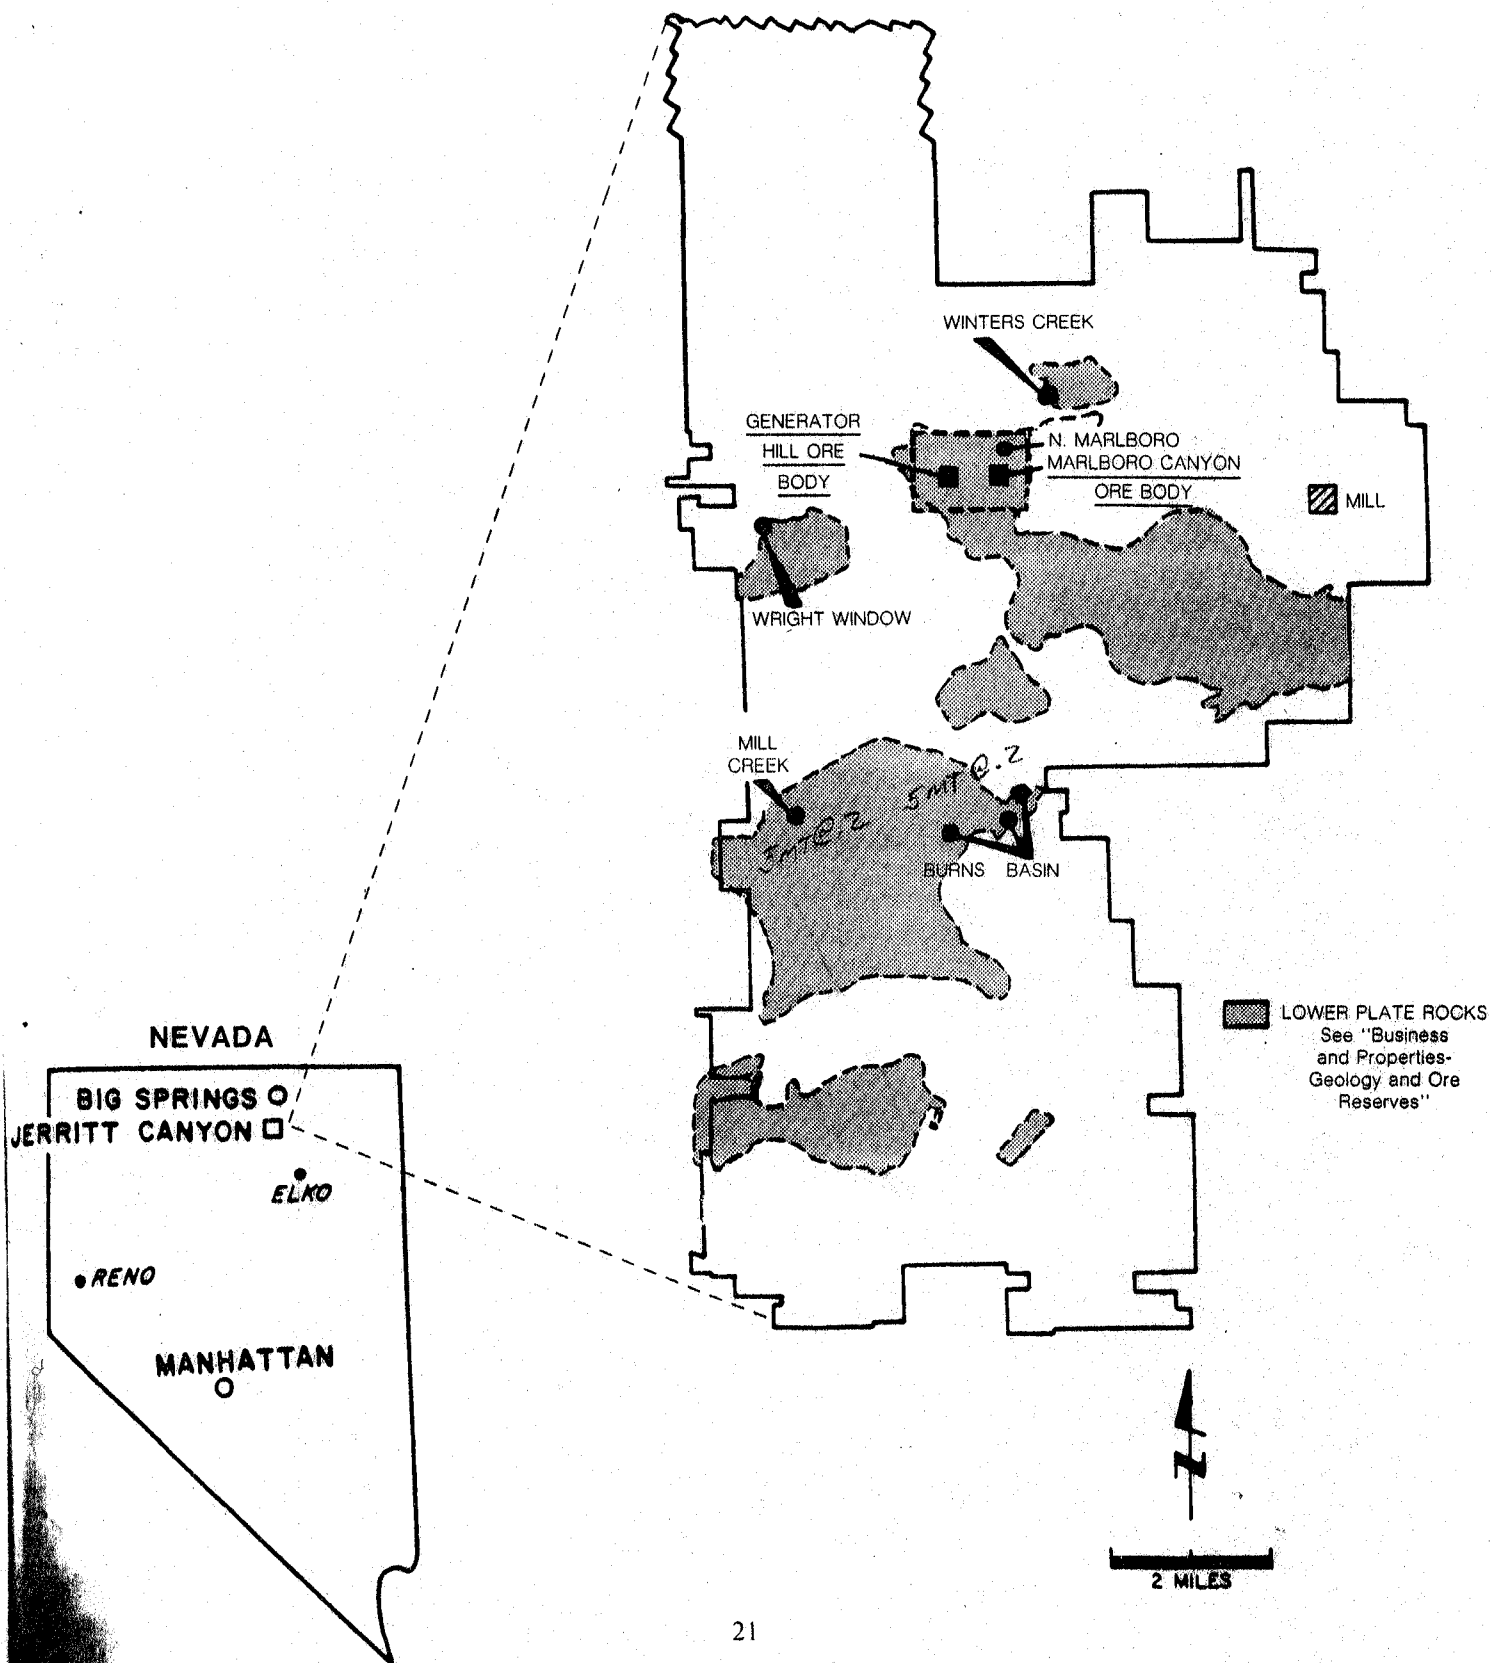 WINTERS CREEK
GENERATOR
HILL ORE
BODY
N. MARLBORO
MARLBORO CANYON
ORE BODY
MILL
WRIGHT WINDOW
MILL
CREEK
5MT @.2
5MT@.2
BURNS BASIN
LOWER PLATE ROCKS
See "Business
and Properties-
Geology and Ore
Reserves"
NEVADA
BIG SPRINGS
JERRITT CANYON
ELKO
RENO
MANHATTAN
N
2 MILES
21